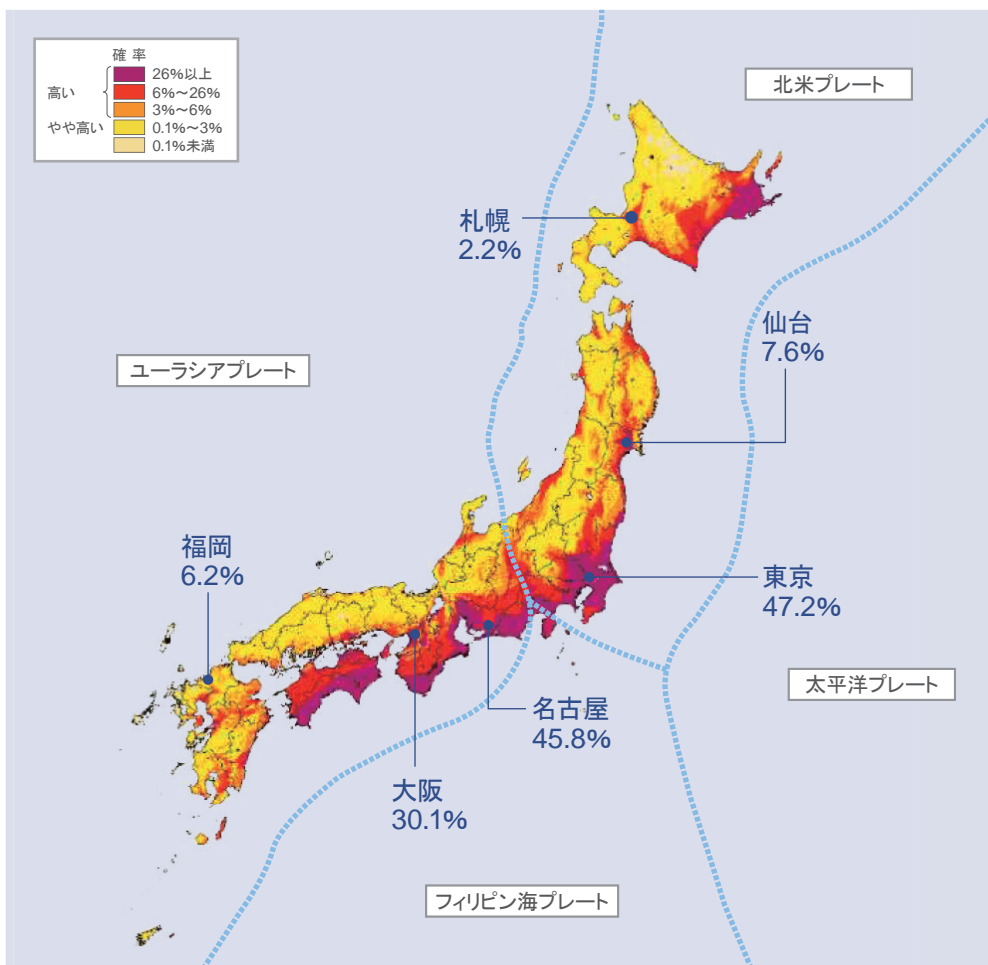 確 率
高い
26%以上
6%～26%
3%～6%
やや高い
0.1%～3%
0.1%未満
北米プレート
札幌
2.2%
仙台
7.6%
ユーラシアプレート
福岡
6.2%
東京
47.2%
太平洋プレート
名古屋
45.8%
大阪
30.1%
フィリピン海プレート